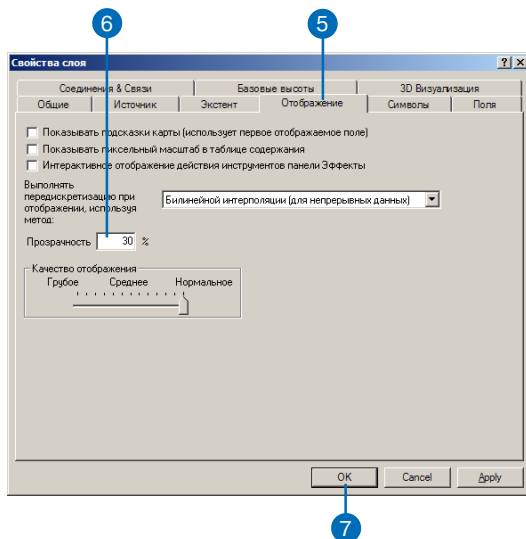 6
5
Свойства слоя
Соединения & Связи
Базовые высоты
3D Визуализация
Общие
Источник
Экстент
Отображение
Символы
Поля
Показывать подсказки карты (использует первое отображаемое поле)
Показывать пиксельный масштаб в таблице содержания
Интерактивное отображение действия инструментов панели Эффекты
Выполнять
передискретизацию при
отображении, используя
метод:
Билинейной интерполяции (для непрерывных данных)
Прозрачность 30 %
Качество отображения
Грубое
Среднее
Нормальное
OK
Cancel
Apply
7